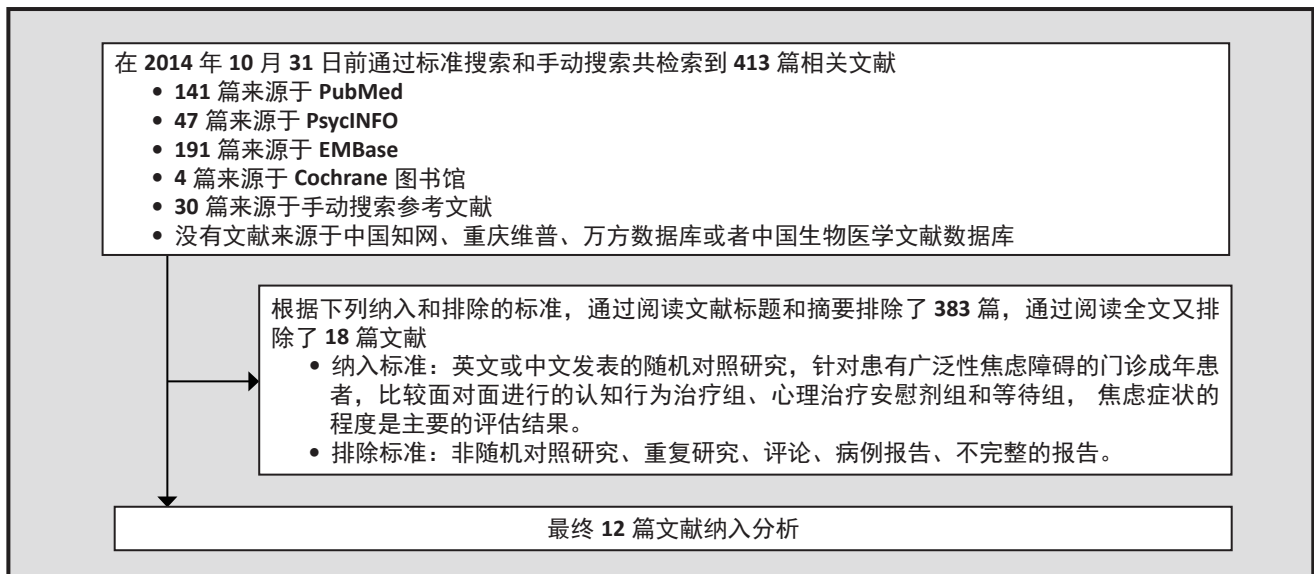 在 2014 年 10 月 31 日前通过标准搜索和手动搜索共检索到 413 篇相关文献
• 141 篇来源于 PubMed
• 47 篇来源于 PsycINFO
• 191 篇来源于 EMBase
• 4 篇来源于 Cochrane 图书馆
• 30 篇来源于手动搜索参考文献
• 没有文献来源于中国知网、重庆维普、万方数据库或者中国生物医学文献数据库
根据下列纳入和排除的标准，通过阅读文献标题和摘要排除了 383 篇，通过阅读全文又排
除了 18 篇文献
• 纳入标准：英文或中文发表的随机对照研究，针对患有广泛性焦虑障碍的门诊成年患
者，比较面对面进行的认知行为治疗组、心理治疗安慰剂组和等待组， 焦虑症状的
程度是主要的评估结果。
• 排除标准：非随机对照研究、重复研究、评论、病例报告、不完整的报告。
最终 12 篇文献纳入分析